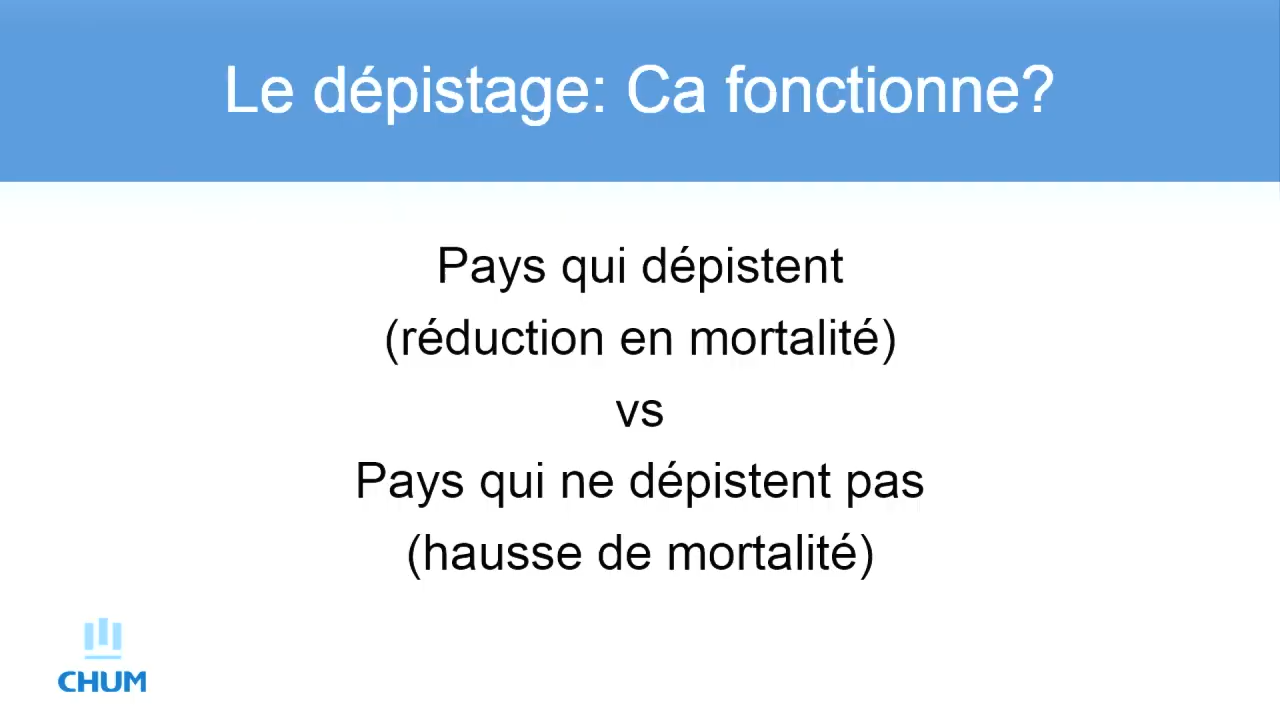 Le dépistage: Ca fonctionne?
Pays qui dépistent
(réduction en mortalité)
vs
Pays qui ne dépistent pas
(hausse de mortalité)
CHUM